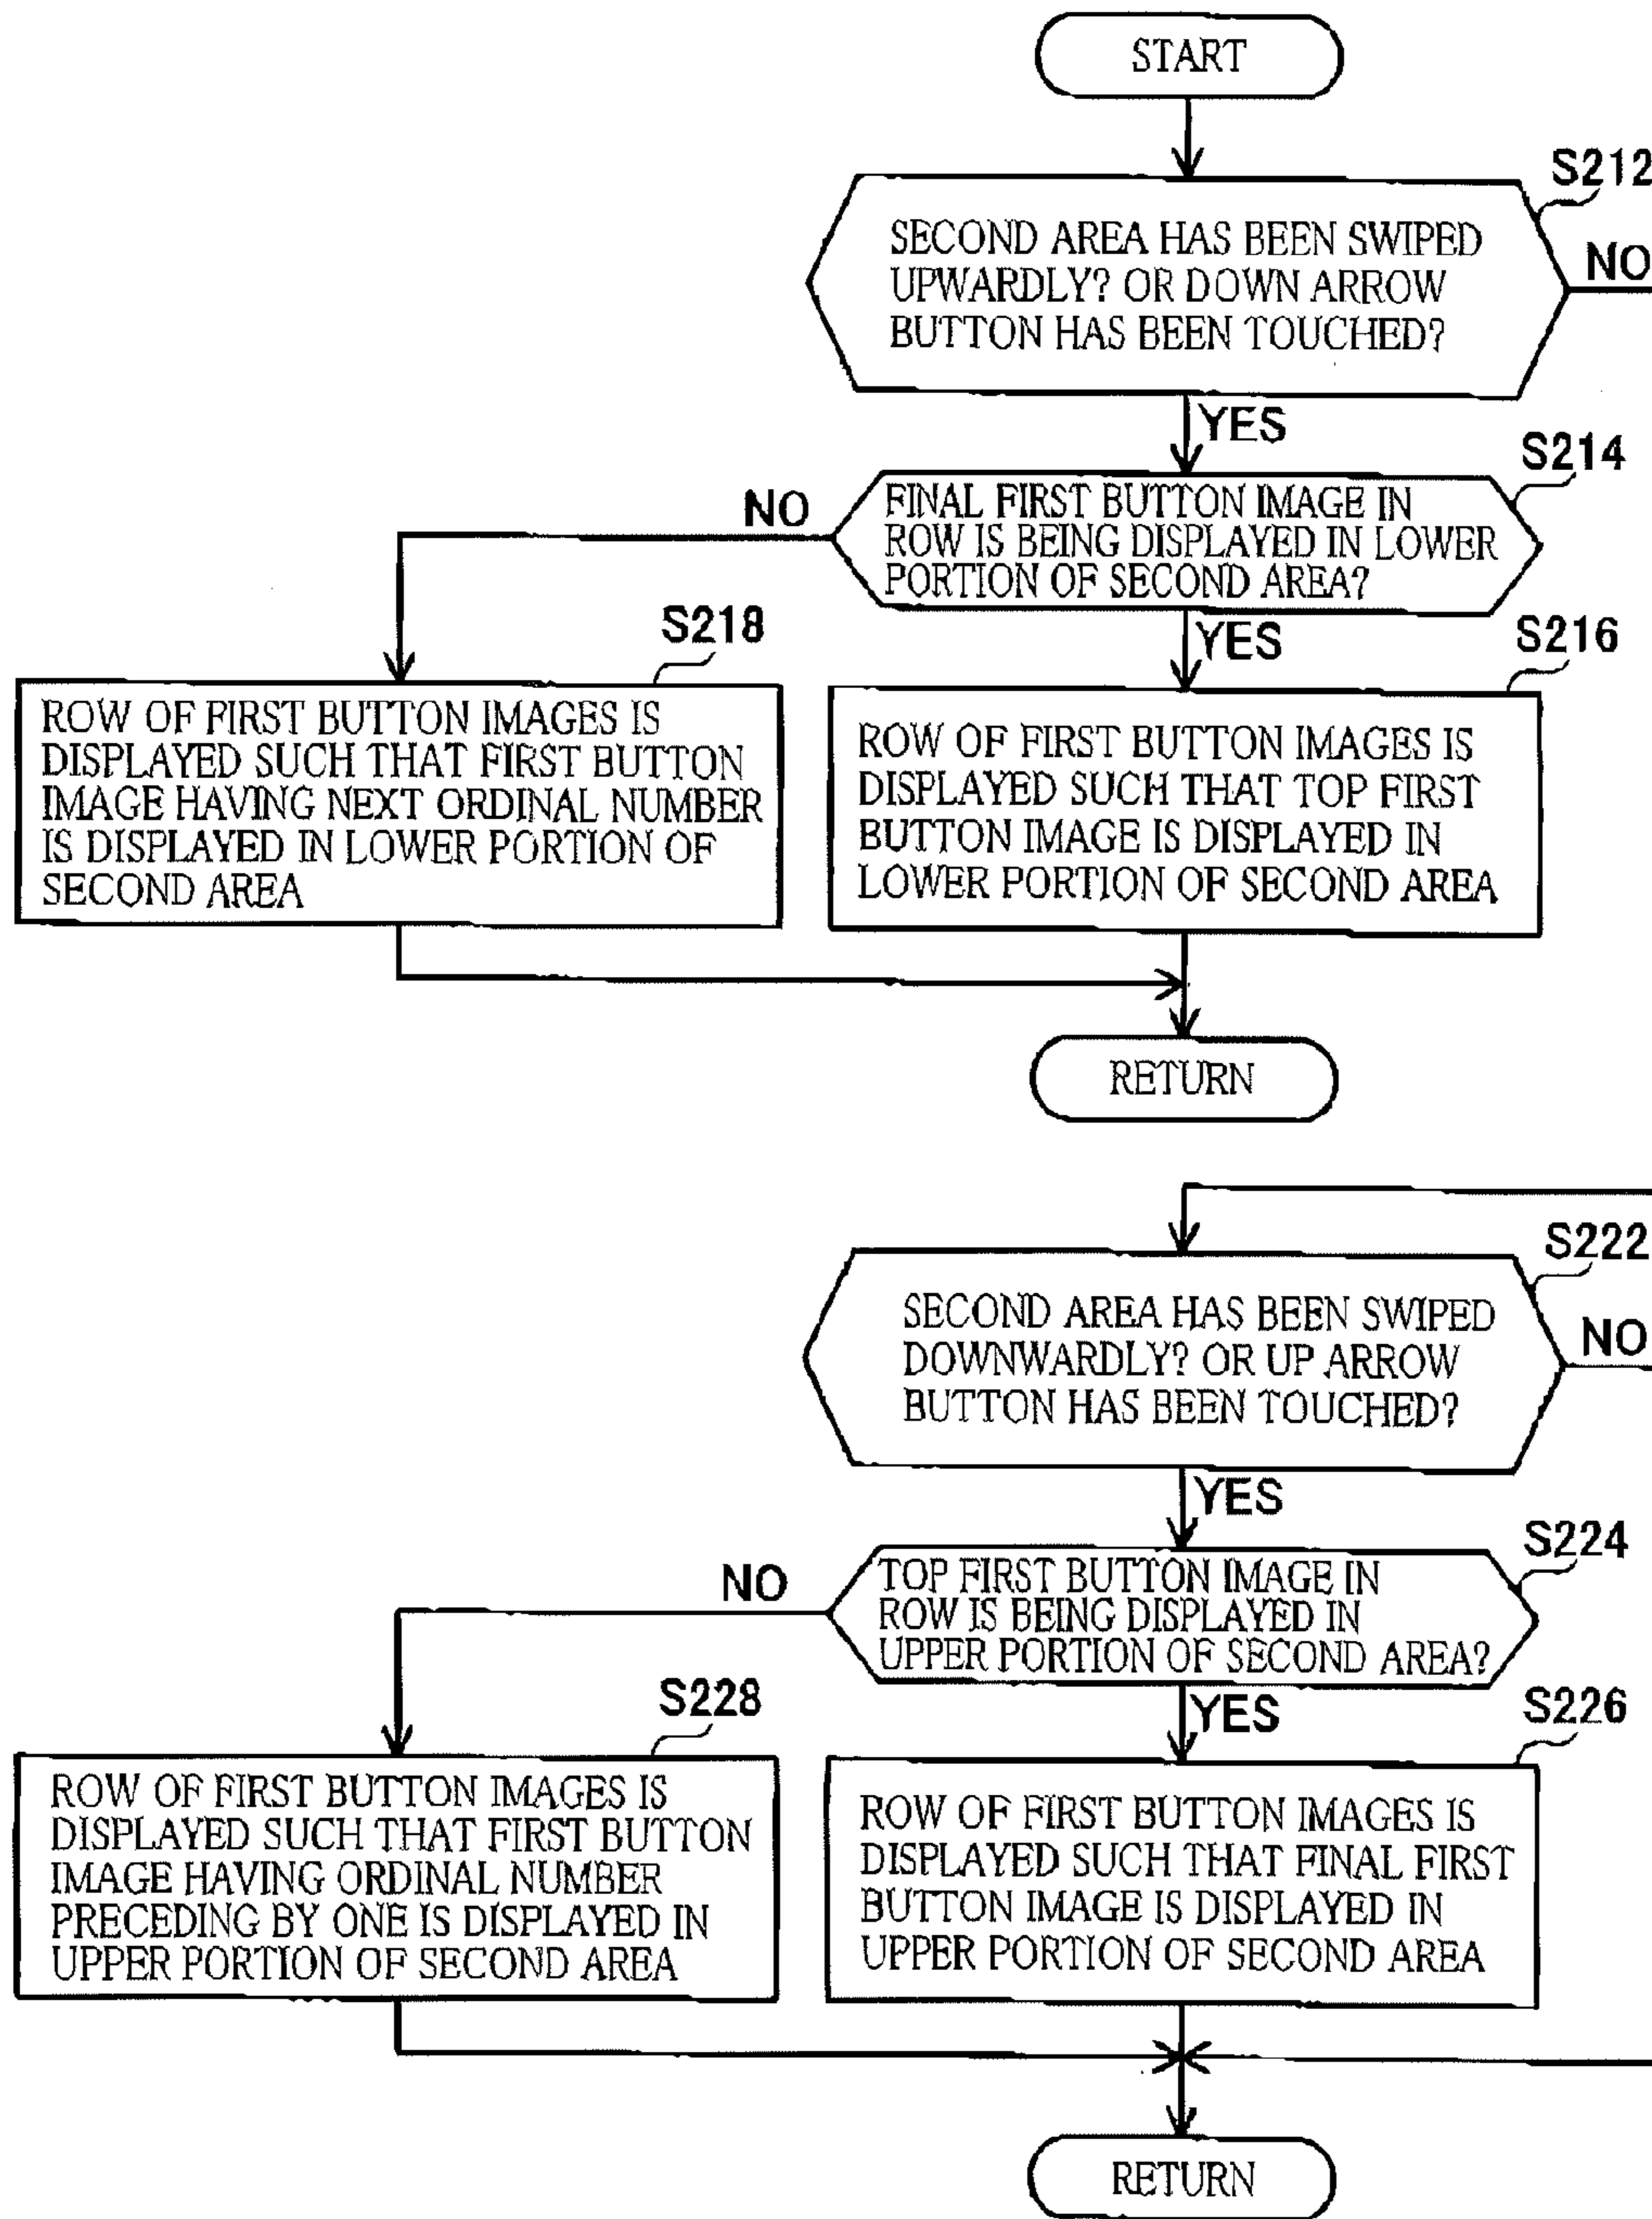 START
S212
SECOND AREA HAS BEEN SWIPED
UPWARDLY? OR DOWN ARROW
BUTTON HAS BEEN TOUCHED?
NO
YES
S214
FINAL FIRST BUTTON IMAGE IN
ROW IS BEING DISPLAYED IN LOWER
PORTION OF SECOND AREA?
NO
YES
S218
ROW OF FIRST BUTTON IMAGES IS
DISPLAYED SUCH THAT FIRST BUTTON
IMAGE HAVING NEXT ORDINAL NUMBER
IS DISPLAYED IN LOWER PORTION OF
SECOND AREA
S216
ROW OF FIRST BUTTON IMAGES IS
DISPLAYED SUCH THAT TOP FIRST
BUTTON IMAGE IS DISPLAYED IN
LOWER PORTION OF SECOND AREA
RETURN
S222
SECOND AREA HAS BEEN SWIPED
DOWNWARDLY? OR UP ARROW
BUTTON HAS BEEN TOUCHED?
NO
YES
S224
TOP FIRST BUTTON IMAGE IN
ROW IS BEING DISPLAYED IN
UPPER PORTION OF SECOND AREA?
NO
YES
S228
ROW OF FIRST BUTTON IMAGES IS
DISPLAYED SUCH THAT FIRST BUTTON
IMAGE HAVING ORDINAL NUMBER
PRECEDING BY ONE IS DISPLAYED IN
UPPER PORTION OF SECOND AREA
S226
ROW OF FIRST BUTTON IMAGES IS
DISPLAYED SUCH THAT FINAL FIRST
BUTTON IMAGE IS DISPLAYED IN
UPPER PORTION OF SECOND AREA
RETURN